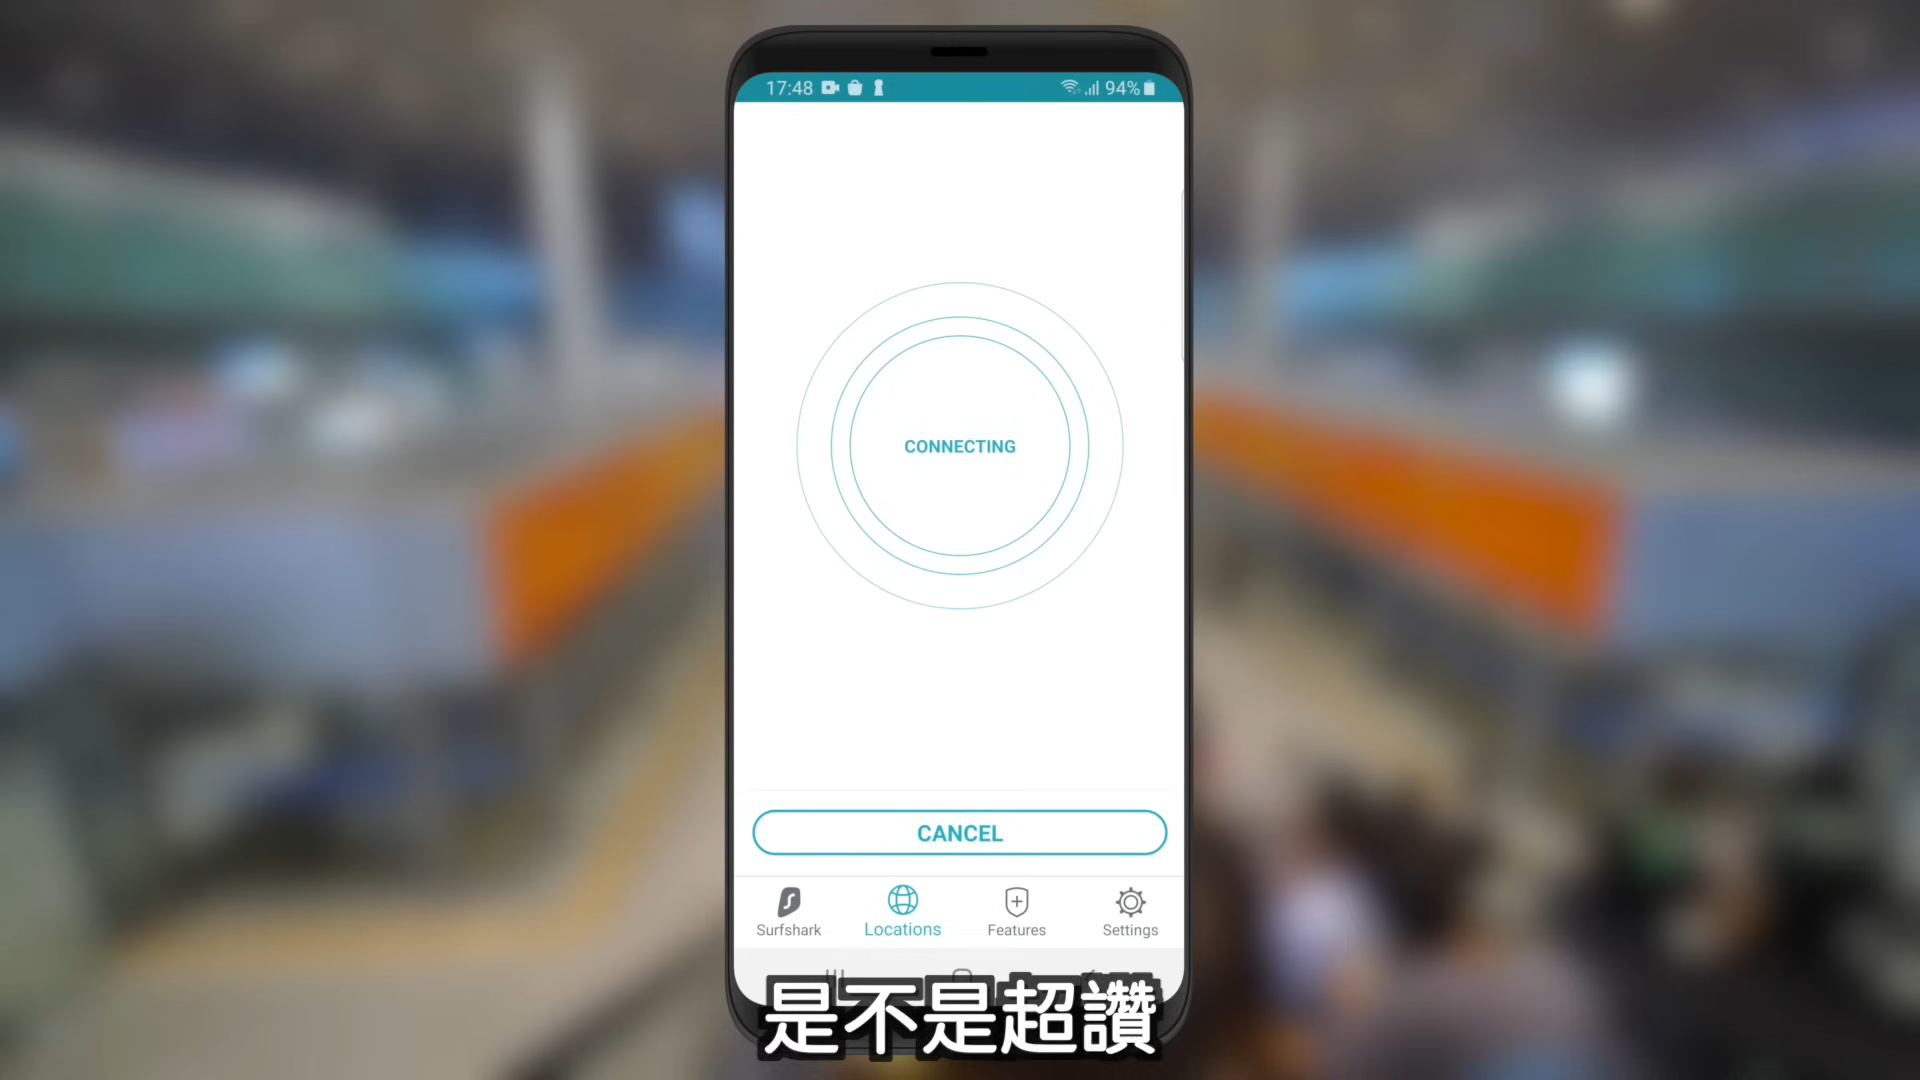 17:48
94%
CONNECTING
CANCEL
Surfshark Locations Features Settings
是不是超讚